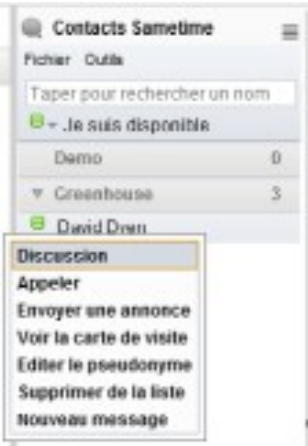 Contacts Sametime
Fichier Outils
Taper pour rechercher un nom
Je suis disponible
Demo 0
Greenhouse 3
David Dven
Discussion
Appeler
Envoyer une annonce
Voir la carte de visite
Editer le pseudonyme
Supprimer de la liste
Nouveau message